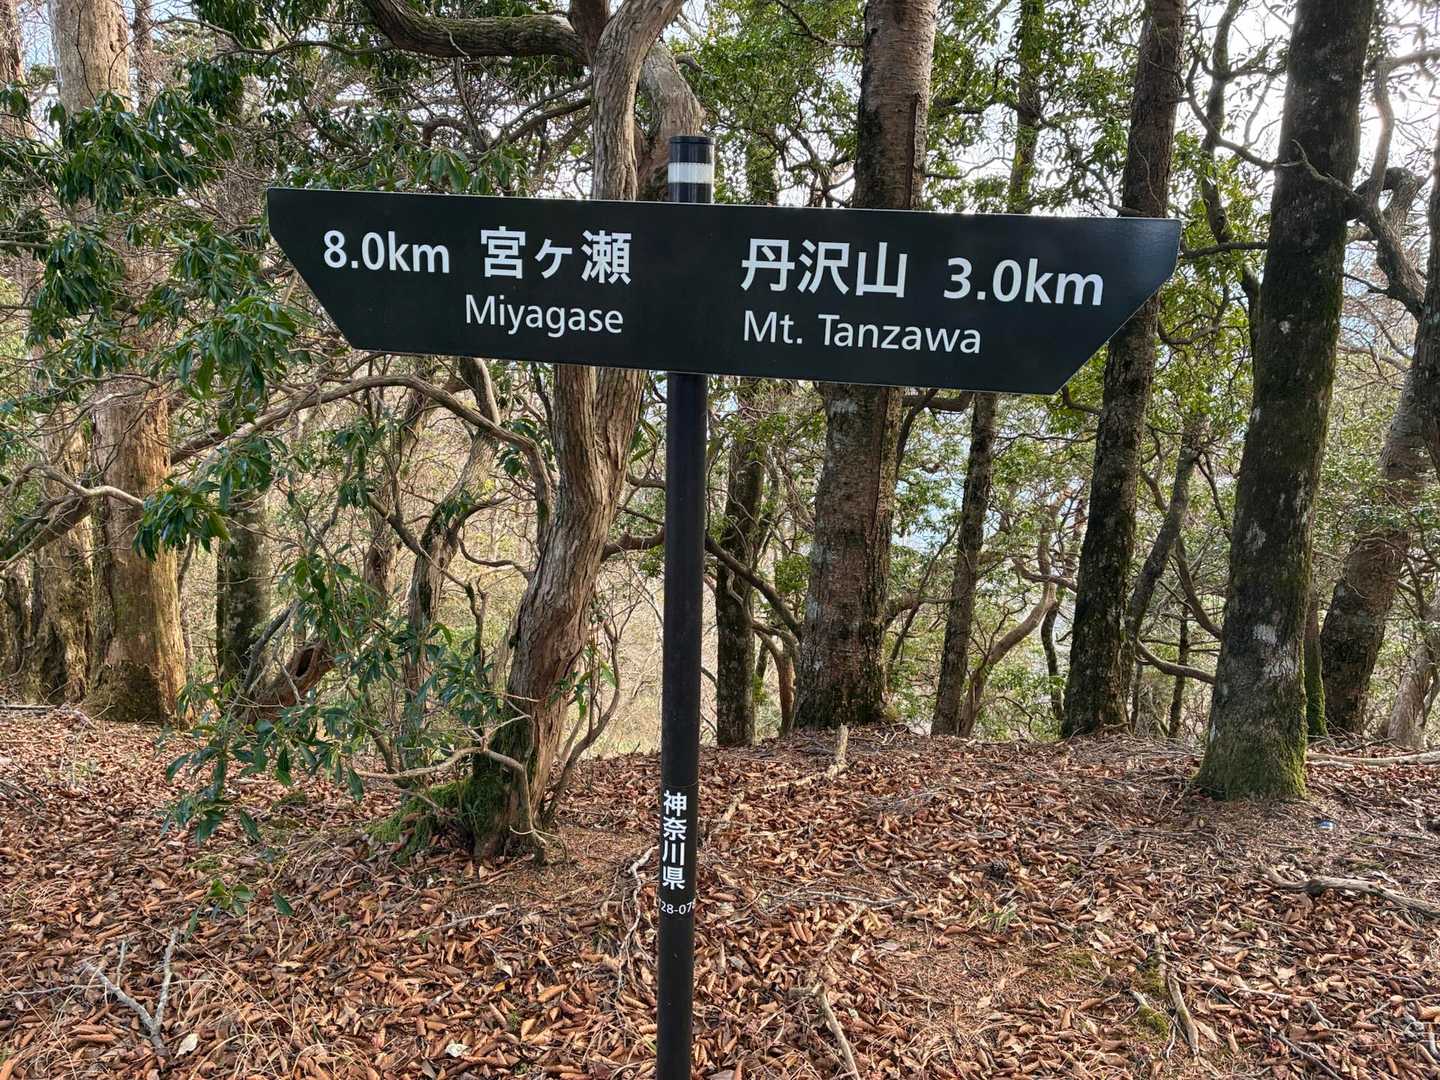 8.0km 宮ヶ瀬
Miyagase
丹沢山 3.0km
Mt. Tanzawa
神奈川県